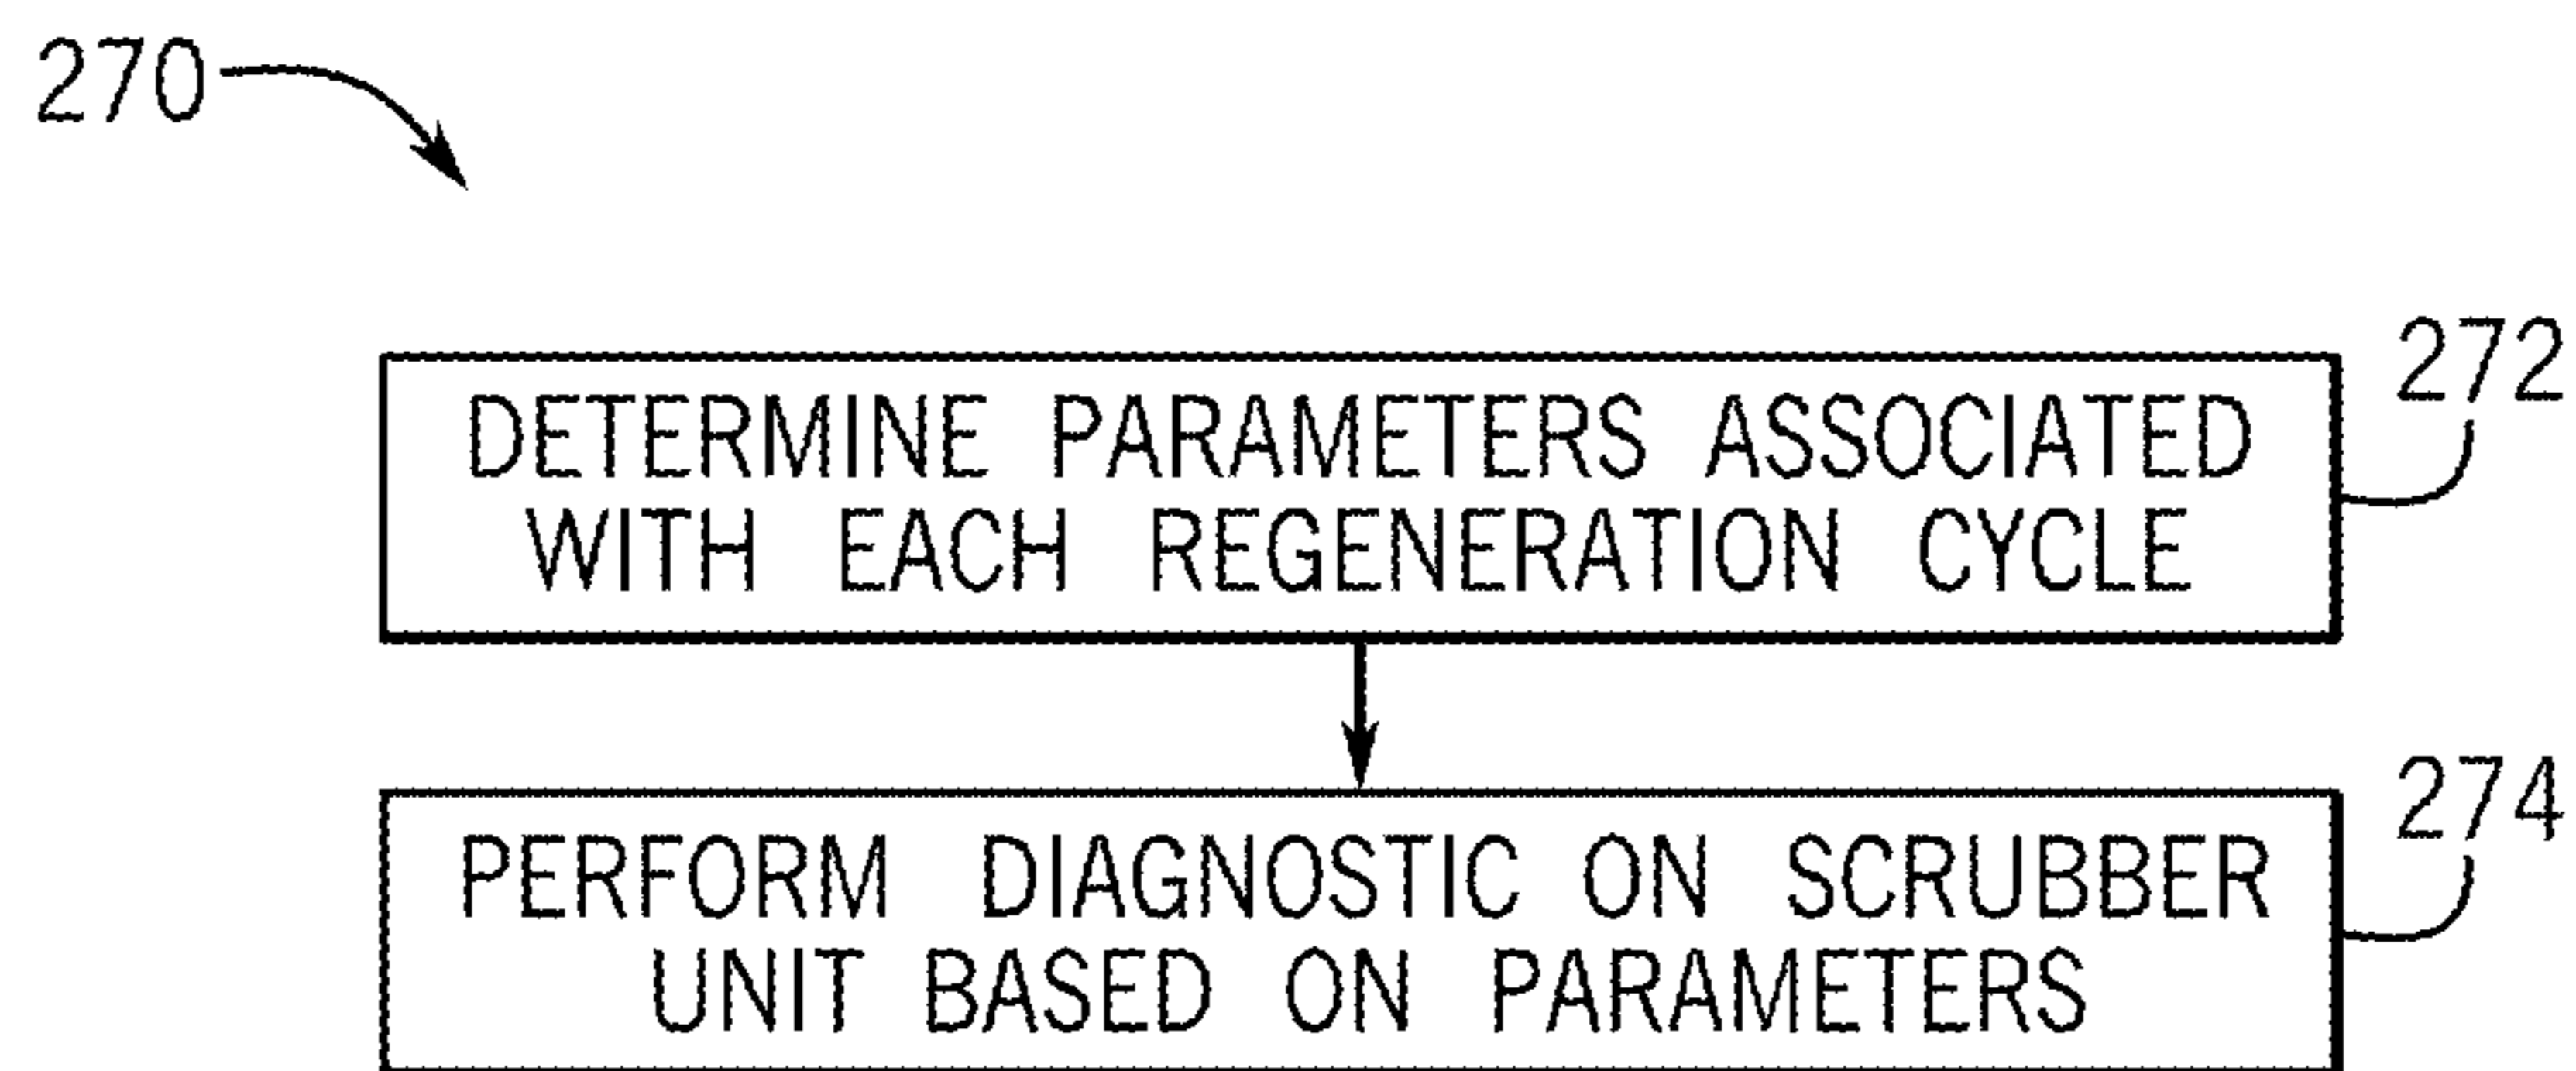 270
272
DETERMINE PARAMETERS ASSOCIATED
WITH EACH REGENERATION CYCLE
274
PERFORM DIAGNOSTIC ON SCRUBBER
UNIT BASED ON PARAMETERS